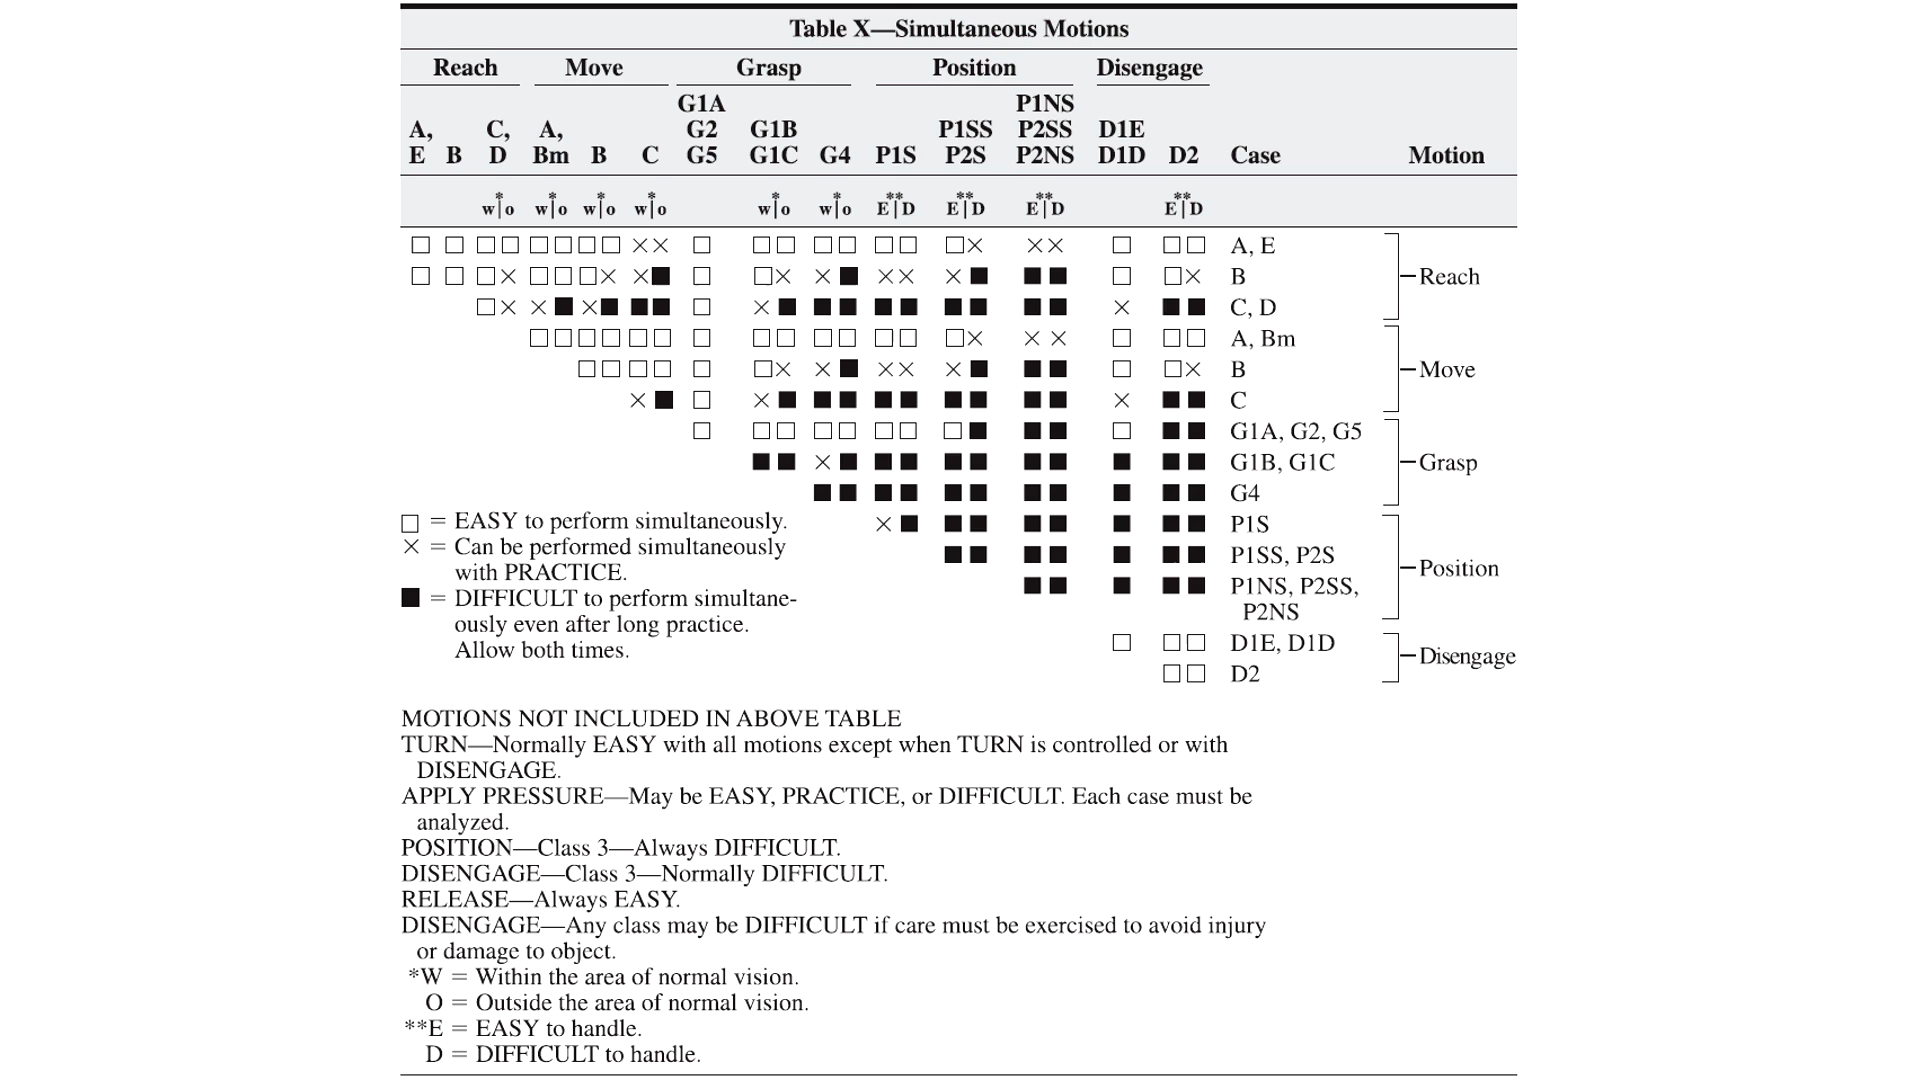 Table X—Simultaneous Motions
Reach Move Grasp Position Disengage
G1A P1NS
A, C, A, G2 G1B P1SS P2SS D1E
E B D Bm B C G5 G1C G4 P1S P2S P2NS D1D D2 Case Motion
* * * * * * ** ** ** **
w|o w|o w|o w|o w|o w|o E|D E|D E|D E|D
□ □ □ □ □ □ □ □ × × □ □ □ □ □ □ □ □ × × × □ □ □ A, E
□ □ □ × □ □ □ × × ■ □ □ × × ■ × × × ■ ■ ■ □ □ × B Reach
□ × × ■ × ■ ■ ■ □ × ■ ■ ■ ■ ■ ■ ■ ■ ■ × ■ ■ C, D
□ □ □ □ □ □ □ □ □ □ □ □ □ □ × × × □ □ □ A, Bm
□ □ □ □ □ □ × × ■ × × × ■ ■ ■ □ □ × B Move
× ■ □ × ■ ■ ■ ■ ■ ■ ■ ■ ■ × ■ ■ C
□ □ □ □ □ □ □ □ ■ ■ ■ □ ■ ■ G1A, G2, G5
■ ■ × ■ ■ ■ ■ ■ ■ ■ ■ ■ ■ G1B, G1C Grasp
■ ■ ■ ■ ■ ■ ■ ■ ■ ■ ■ G4
× ■ ■ ■ ■ ■ ■ ■ ■ P1S
■ ■ ■ ■ ■ ■ ■ P1SS, P2S
■ ■ ■ ■ ■ P1NS, P2SS, Position
P2NS
□ □ □ D1E, D1D
□ □ D2 Disengage
□ = EASY to perform simultaneously.
× = Can be performed simultaneously
with PRACTICE.
■ = DIFFICULT to perform simultane-
ously even after long practice.
Allow both times.
MOTIONS NOT INCLUDED IN ABOVE TABLE
TURN—Normally EASY with all motions except when TURN is controlled or with
DISENGAGE.
APPLY PRESSURE—May be EASY, PRACTICE, or DIFFICULT. Each case must be
analyzed.
POSITION—Class 3—Always DIFFICULT.
DISENGAGE—Class 3—Normally DIFFICULT.
RELEASE—Always EASY.
DISENGAGE—Any class may be DIFFICULT if care must be exercised to avoid injury
or damage to object.
*W = Within the area of normal vision.
O = Outside the area of normal vision.
**E = EASY to handle.
D = DIFFICULT to handle.